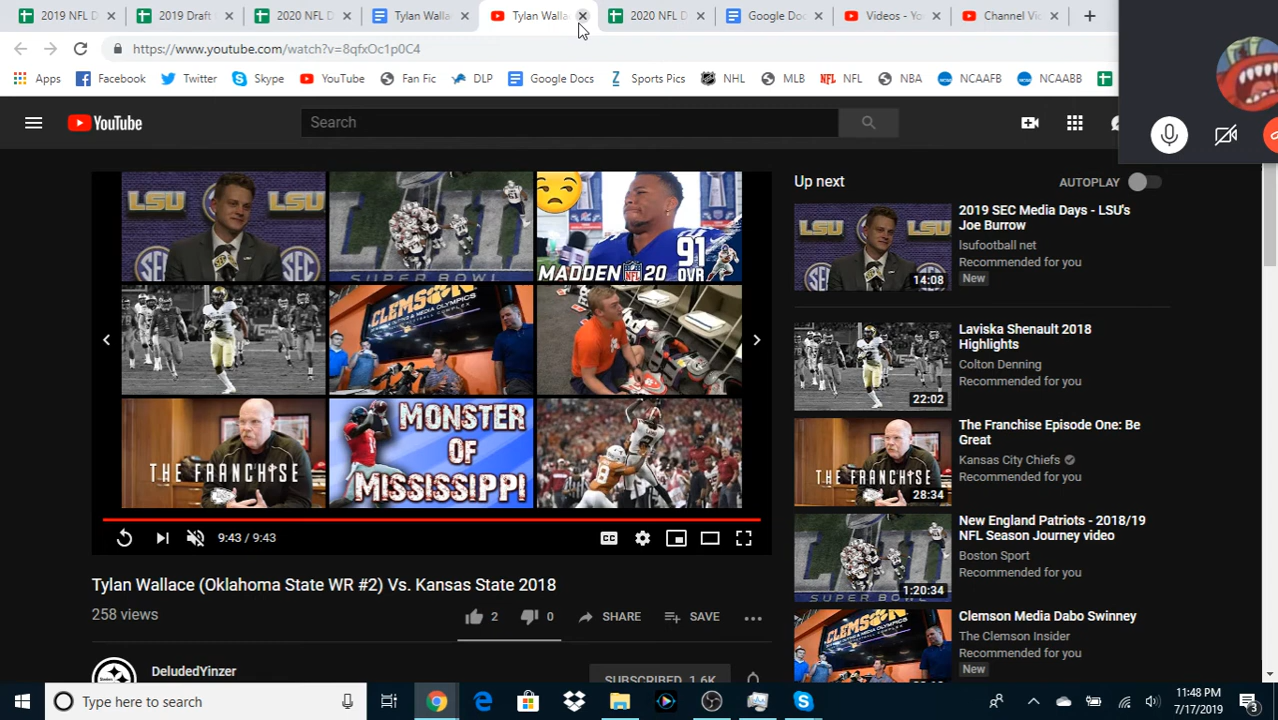 2019 NFL D
2019 Draft
2020 NFL D
Tylan Walla
Tylan Walla
2020 NFL D
Google Doc
Videos - Yo
Channel Vi
https://www.youtube.com/watch?v=8qfxOc1p0C4
Apps
Facebook
Twitter
Skype
YouTube
Fan Fic
DLP
Google Docs
Sports Pics
NHL
MLB
NFL
NBA
NCAAFB
NCAABB
YouTube
Search
LSU
LSU
SEC
SEC
SUPER BOWL
MADDEN 20
91
OVR
CLEMSON
THE FRANCHISE
MONSTER
OF
MISSISSIPPI
9:43 / 9:43
CC
Tylan Wallace (Oklahoma State WR #2) Vs. Kansas State 2018
258 views
2
0
SHARE
SAVE
DeludedYinzer
SUBSCRIBED 1.6K
Up next
AUTOPLAY
2019 SEC Media Days - LSU's
Joe Burrow
lsufootball net
Recommended for you
New
14:08
Laviska Shenault 2018
Highlights
Colton Denning
Recommended for you
22:02
The Franchise Episode One: Be
Great
Kansas City Chiefs
Recommended for you
THE FRANCHISE
28:34
New England Patriots - 2018/19
NFL Season Journey video
Boston Sport
Recommended for you
1:20:34
Clemson Media Dabo Swinney
The Clemson Insider
Recommended for you
New
Type here to search
11:48 PM
7/17/2019
3